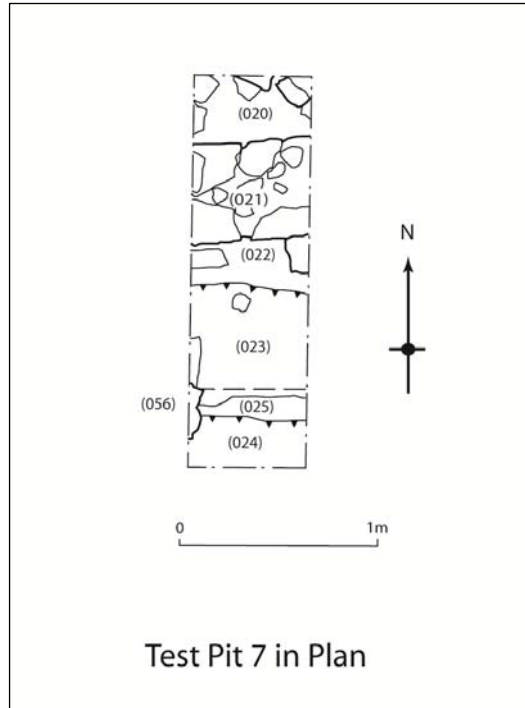 (020)
(021)
N
(022)
(023)
(056)
(025)
(024)
0 1m
Test Pit 7 in Plan